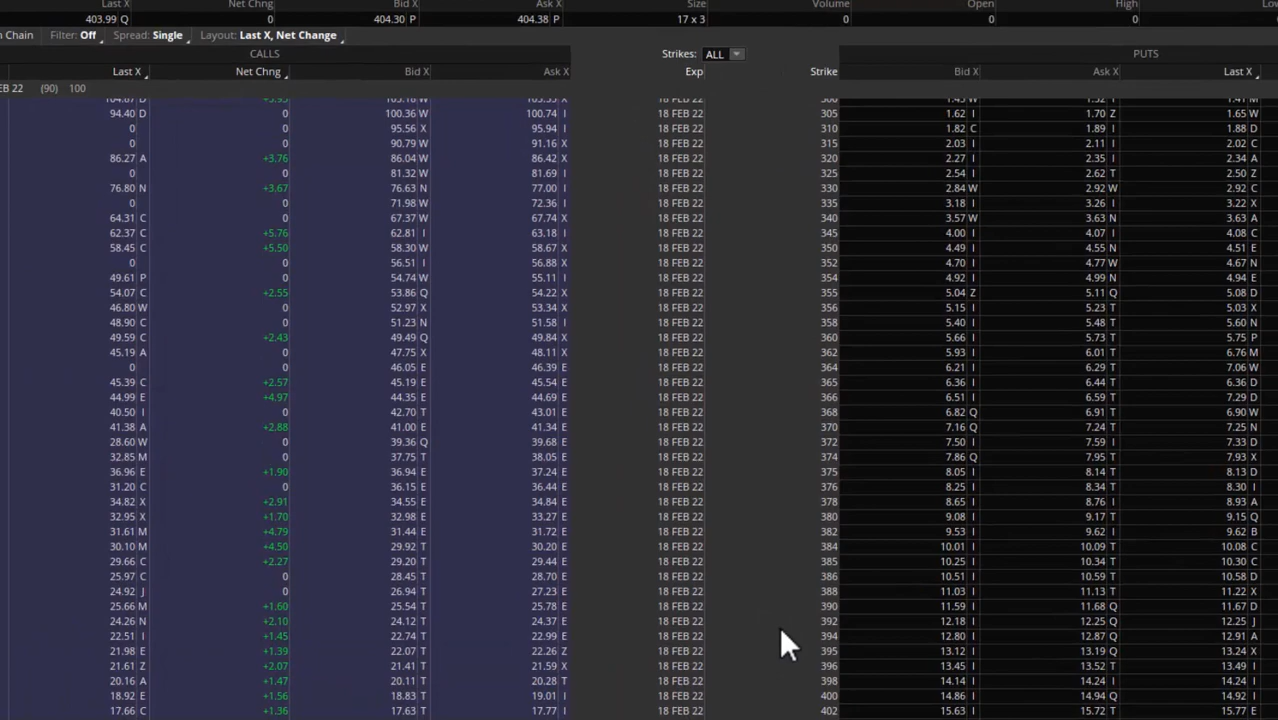 Last X Net Chng Bid X Ask X Size Volume Open High Low
403.99 Q 404.30 P 404.38 P 17 x 3 0 0 0
n Chain Filter: Off Spread: Single Layout: Last X, Net Change
CALLS Strikes: ALL PUTS
Last X Net Chng Bid X Ask X Exp Strike Bid X Ask X Last X
EB 22 (90) 100
104.67 D +3.95 105.18 W 105.55 X 18 FEB 22 300 1.45 W 1.52 T 1.41 M
94.40 D 0 100.36 W 100.74 I 18 FEB 22 305 1.62 I 1.70 Z 1.65 W
0 0 95.56 X 95.94 I 18 FEB 22 310 1.82 C 1.89 I 1.88 D
0 0 90.79 W 91.16 X 18 FEB 22 315 2.03 I 2.11 I 2.02 C
86.27 A +3.76 86.04 W 86.42 X 18 FEB 22 320 2.27 I 2.35 I 2.34 A
0 0 81.32 W 81.69 I 18 FEB 22 325 2.54 I 2.62 T 2.50 Z
76.80 N +3.67 76.63 N 77.00 I 18 FEB 22 330 2.84 W 2.92 W 2.92 C
0 0 71.98 W 72.36 I 18 FEB 22 335 3.18 I 3.26 I 3.22 X
64.31 C 0 67.37 W 67.74 X 18 FEB 22 340 3.57 W 3.63 N 3.63 A
62.37 C +5.76 62.81 I 63.18 I 18 FEB 22 345 4.00 I 4.07 I 4.08 C
58.45 C +5.50 58.30 W 58.67 X 18 FEB 22 350 4.49 I 4.55 N 4.51 E
0 0 56.51 I 56.88 X 18 FEB 22 352 4.70 I 4.77 W 4.67 N
49.61 P 0 54.74 W 55.11 I 18 FEB 22 354 4.92 I 4.99 N 4.94 E
54.07 C +2.55 53.86 Q 54.22 X 18 FEB 22 355 5.04 Z 5.11 Q 5.08 D
46.80 W 0 52.97 X 53.34 X 18 FEB 22 356 5.15 I 5.23 T 5.03 X
48.90 C 0 51.23 N 51.58 I 18 FEB 22 358 5.40 I 5.48 T 5.60 N
49.59 C +2.43 49.49 Q 49.84 X 18 FEB 22 360 5.66 I 5.73 T 5.75 P
45.19 A 0 47.75 X 48.11 X 18 FEB 22 362 5.93 I 6.01 T 6.76 M
0 0 46.05 E 46.39 E 18 FEB 22 364 6.21 I 6.29 T 7.06 W
45.39 C +2.57 45.19 E 45.54 E 18 FEB 22 365 6.36 I 6.44 T 6.36 D
44.99 E +4.97 44.35 E 44.69 E 18 FEB 22 366 6.51 I 6.59 T 7.29 D
40.50 I 0 42.70 T 43.01 E 18 FEB 22 368 6.82 Q 6.91 T 6.90 W
41.38 A +2.88 41.00 E 41.34 E 18 FEB 22 370 7.16 Q 7.24 T 7.25 N
28.60 W 0 39.36 Q 39.68 E 18 FEB 22 372 7.50 I 7.59 I 7.33 D
32.85 M 0 37.75 T 38.05 E 18 FEB 22 374 7.86 Q 7.95 T 7.93 X
36.96 E +1.90 36.94 E 37.24 E 18 FEB 22 375 8.05 I 8.14 T 8.13 D
31.20 C 0 36.15 E 36.44 E 18 FEB 22 376 8.25 I 8.34 T 8.30 I
34.82 X +2.91 34.55 E 34.84 E 18 FEB 22 378 8.65 I 8.76 I 8.93 A
32.95 X +1.70 32.98 E 33.27 E 18 FEB 22 380 9.08 I 9.17 T 9.15 Q
31.61 M +4.79 31.44 E 31.72 E 18 FEB 22 382 9.53 I 9.62 I 9.62 B
30.10 M +4.50 29.92 T 30.20 E 18 FEB 22 384 10.01 I 10.09 T 10.08 C
29.66 C +2.27 29.20 T 29.44 E 18 FEB 22 385 10.25 I 10.34 T 10.30 C
25.97 C 0 28.45 T 28.70 E 18 FEB 22 386 10.51 I 10.59 T 10.58 D
24.92 J 0 26.94 T 27.23 E 18 FEB 22 388 11.03 I 11.13 T 11.22 X
25.66 M +1.60 25.54 T 25.78 E 18 FEB 22 390 11.59 I 11.68 Q 11.67 D
24.26 N +2.10 24.12 T 24.37 E 18 FEB 22 392 12.18 I 12.25 Q 12.25 J
22.51 I +1.45 22.74 T 22.99 E 18 FEB 22 394 12.80 I 12.87 Q 12.91 A
21.98 E +1.39 22.07 T 22.26 Z 18 FEB 22 395 13.12 I 13.19 Q 13.24 X
21.61 Z +2.07 21.41 T 21.59 X 18 FEB 22 396 13.45 I 13.52 T 13.49 I
20.16 A +1.47 20.11 T 20.28 T 18 FEB 22 398 14.14 I 14.24 I 14.24 I
18.92 E +1.56 18.83 T 19.01 I 18 FEB 22 400 14.86 I 14.94 Q 15.02 T
17.66 C +1.36 17.63 T 17.77 I 18 FEB 22 402 15.63 I 15.72 T 15.77 E